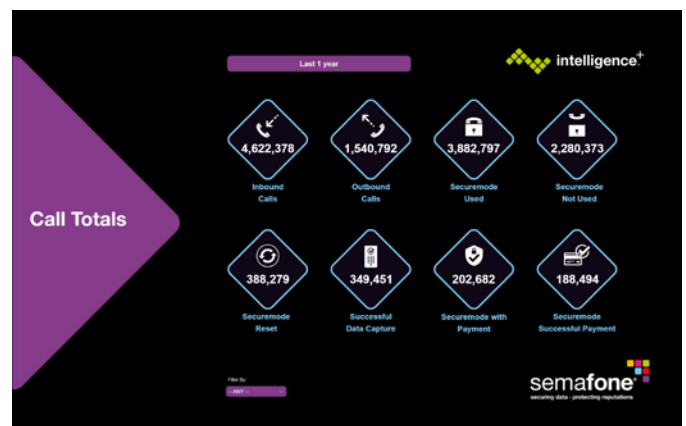 Last 1 year
intelligence+
4,622,378
1,540,792
3,882,797
2,280,373
Inbound
Calls
Outbound
Calls
Securemode
Used
Securemode
Not Used
Call Totals
388,279
349,451
202,682
188,494
Securemode
Reset
Successful
Data Capture
Securemode with
Payment
Securemode
Successful Payment
Filter By:
-- ANY --
semafone
securing data - protecting reputations